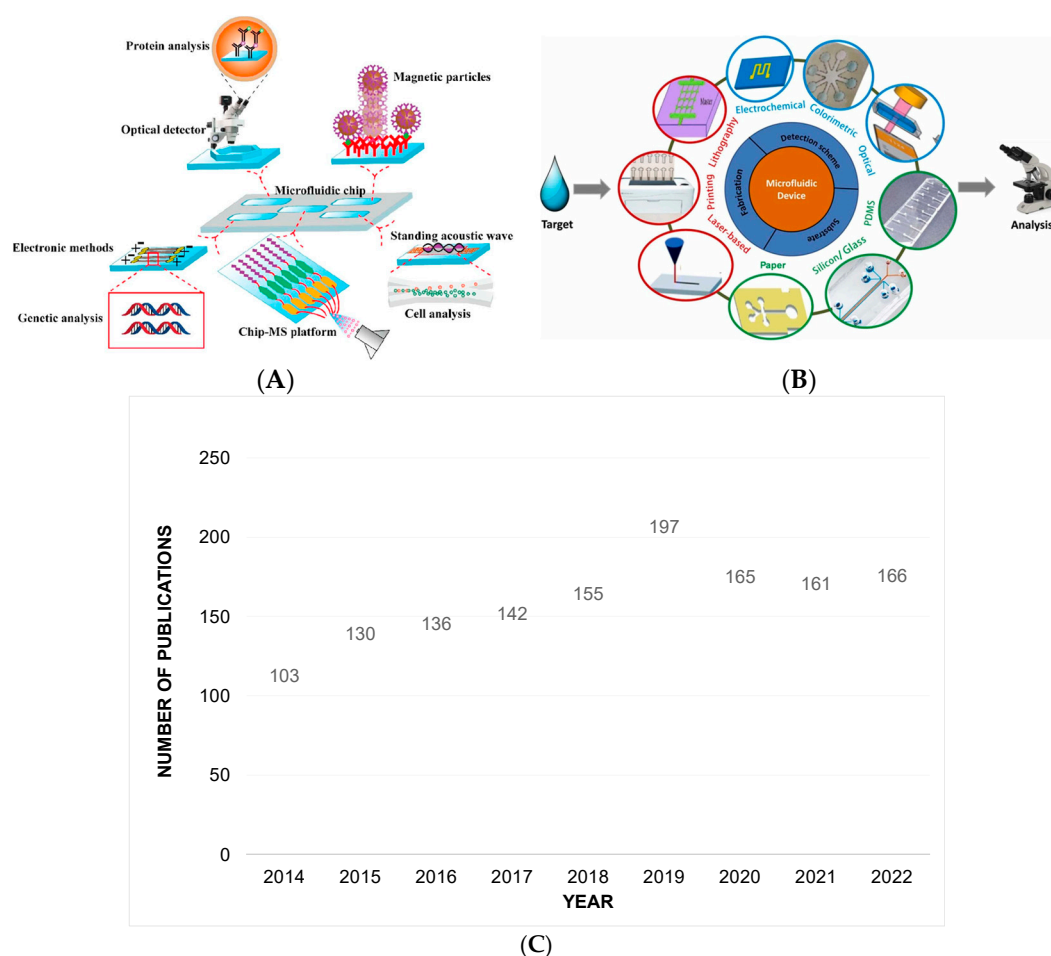 Protein analysis
Magnetic particles
Optical detector
Microfluidic chip
Electronic methods
Standing acoustic wave
Genetic analysis
Cell analysis
Chip-MS platform
(A)
Target
Lithography
Printing
Laser-based
Electrochemical
Colorimetric
Optical
PDMS
Silicon/ Glass
Paper
Master
Fabrication
Detection scheme
Substrate
Microfluidic
Device
Analysis
(B)
NUMBER OF PUBLICATIONS
250
200
150
100
50
0
103
130
136
142
155
197
165
161
166
2014 2015 2016 2017 2018 2019 2020 2021 2022
YEAR
(C)